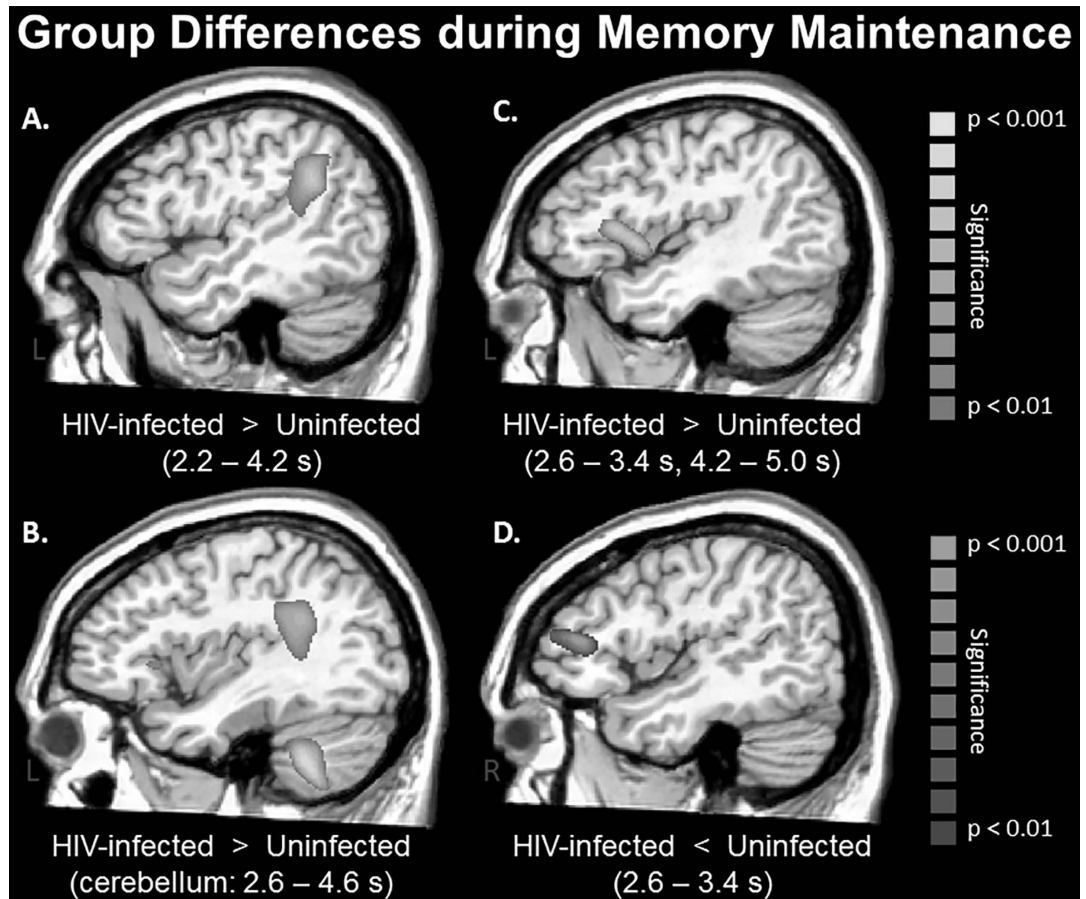 Group Differences during Memory Maintenance
A.
L
HIV-infected > Uninfected
(2.2 – 4.2 s)
C.
L
HIV-infected > Uninfected
(2.6 – 3.4 s, 4.2 – 5.0 s)
p < 0.001
Significance
p < 0.01
B.
L
HIV-infected > Uninfected
(cerebellum: 2.6 – 4.6 s)
D.
R
HIV-infected < Uninfected
(2.6 – 3.4 s)
p < 0.001
Significance
p < 0.01